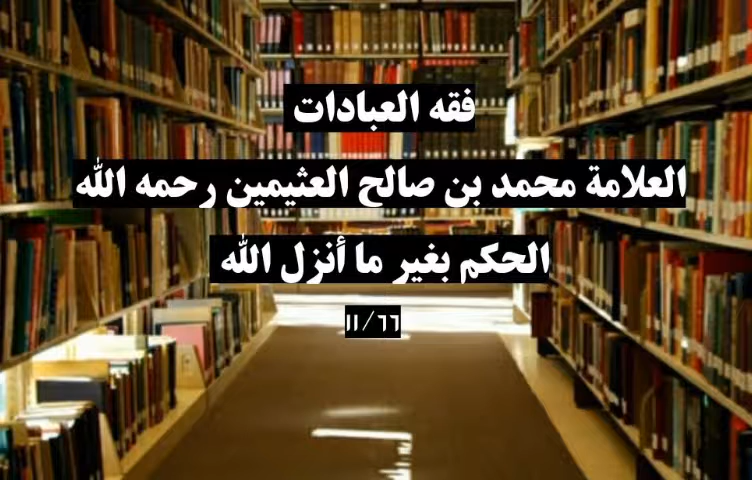 فقه العبادات
العلامة محمد بن صالح العثيمين رحمه الله
الحكم بغير ما أنزل الله
١١/٦٦